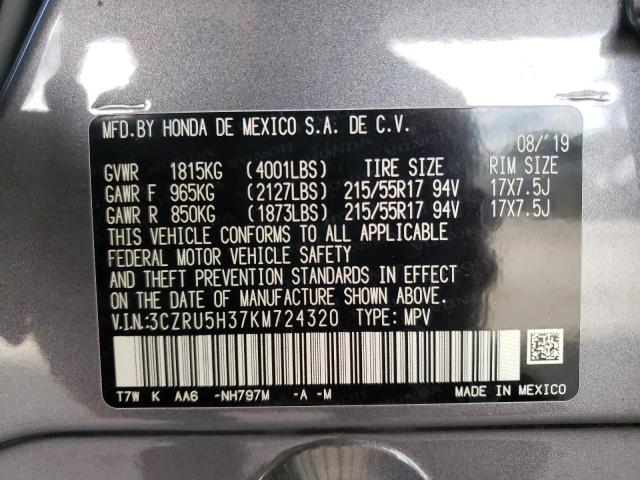 MFD.BY HONDA DE MEXICO S.A. DE C.V.
08/'19
GVWR 1815KG (4001LBS) TIRE SIZE RIM SIZE
GAWR F 965KG (2127LBS) 215/55R17 94V 17X7.5J
GAWR R 850KG (1873LBS) 215/55R17 94V 17X7.5J
THIS VEHICLE CONFORMS TO ALL APPLICABLE
FEDERAL MOTOR VEHICLE SAFETY
AND THEFT PREVENTION STANDARDS IN EFFECT
ON THE DATE OF MANUFACTURE SHOWN ABOVE.
V.I.N:3CZRU5H37KM724320 TYPE: MPV
T7W K AA6 -NH797M -A -M
MADE IN MEXICO